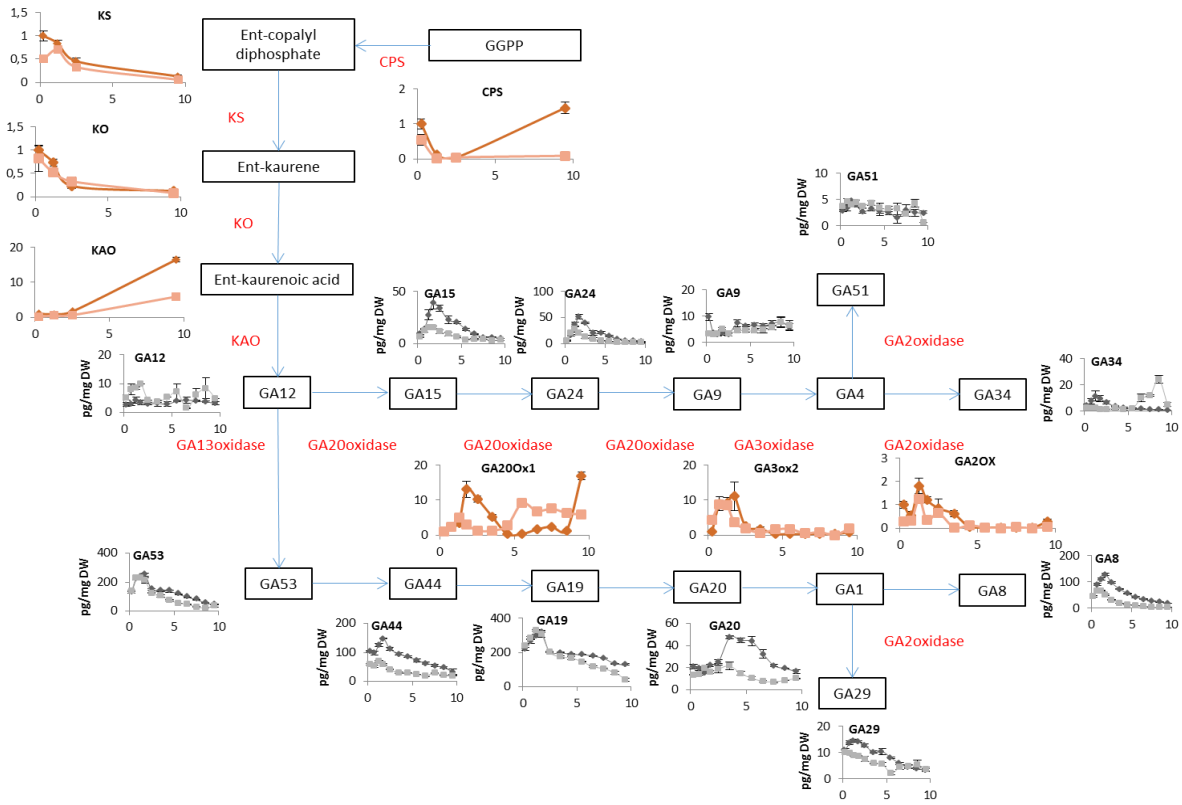 KS
1,5
1
0,5
0
0
5
10
Ent-copalyl
diphosphate
GGPP
CPS
KS
CPS
2
1
0
0
5
10
KO
1,5
1
0,5
0
0
5
10
Ent-kaurene
KO
GA51
pg/mg DW
10
5
0
0
5
10
KAO
20
10
0
0
5
10
Ent-kaurenoic acid
KAO
GA15
pg/mg DW
50
0
0
5
10
GA24
pg/mg DW
100
50
0
0
5
10
GA9
pg/mg DW
20
10
0
0
5
10
GA51
GA2oxidase
GA12
pg/mg DW
20
10
0
0
5
10
GA12
GA15
GA24
GA9
GA4
GA34
GA34
pg/mg DW
40
20
0
0
5
10
GA13oxidase
GA20oxidase
GA20oxidase
GA20oxidase
GA3oxidase
GA2oxidase
GA20Ox1
20
10
0
0
5
10
GA3ox2
20
10
0
0
5
10
GA2OX
3
2
1
0
0
5
10
GA53
pg/mg DW
400
200
0
0
5
10
GA53
GA44
GA19
GA20
GA1
GA8
GA8
pg/mg DW
200
100
0
0
5
10
GA44
pg/mg DW
200
100
0
0
5
10
GA19
pg/mg DW
400
200
0
0
5
10
GA20
pg/mg DW
60
40
20
0
0
5
10
GA2oxidase
GA29
GA29
pg/mg DW
20
10
0
0
5
10